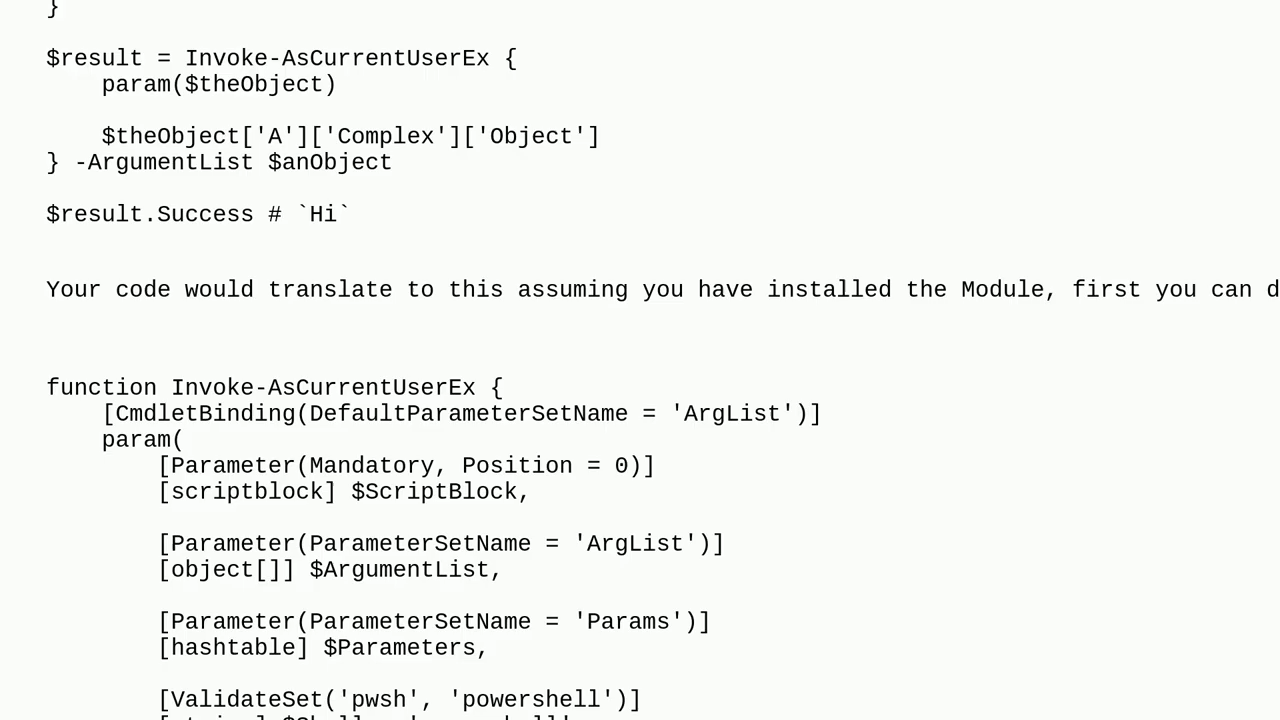 }
$result = Invoke-AsCurrentUserEx {
    param($theObject)
    $theObject['A']['Complex']['Object']
} -ArgumentList $anObject
$result.Success # `Hi`
Your code would translate to this assuming you have installed the Module, first you can d
function Invoke-AsCurrentUserEx {
    [CmdletBinding(DefaultParameterSetName = 'ArgList')]
    param(
        [Parameter(Mandatory, Position = 0)]
        [scriptblock] $ScriptBlock,
        [Parameter(ParameterSetName = 'ArgList')]
        [object[]] $ArgumentList,
        [Parameter(ParameterSetName = 'Params')]
        [hashtable] $Parameters,
        [ValidateSet('pwsh', 'powershell')]